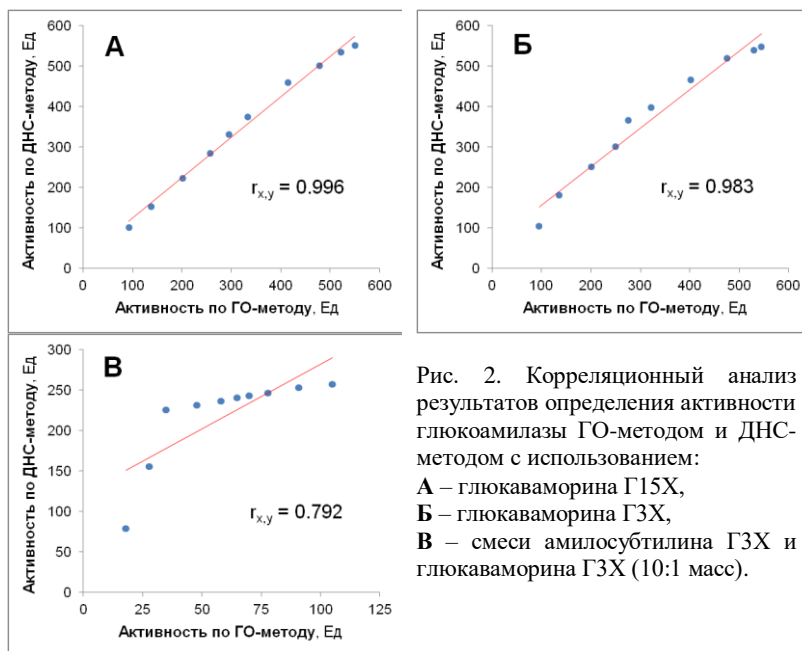 А
Активность по ДНС-методу, Ед
600
500
400
300
200
100
0
r x,y = 0.996
0 100 200 300 400 500 600
Активность по ГО-методу, Ед
Б
Активность по ДНС-методу, Ед
600
500
400
300
200
100
0
r x,y = 0.983
0 100 200 300 400 500 600
Активность по ГО-методу, Ед
В
Активность по ДНС-методу, Ед
300
250
200
150
100
50
0
r x,y = 0.792
0 25 50 75 100 125
Активность по ГО-методу, Ед
Рис. 2. Корреляционный анализ
результатов определения активности
глюкоамилазы ГО-методом и ДНС-
методом с использованием:
А – глюкаваморина Г15Х,
Б – глюкаваморина Г3Х,
В – смеси амилосубтилина Г3Х и
глюкаваморина Г3Х (10:1 масс).